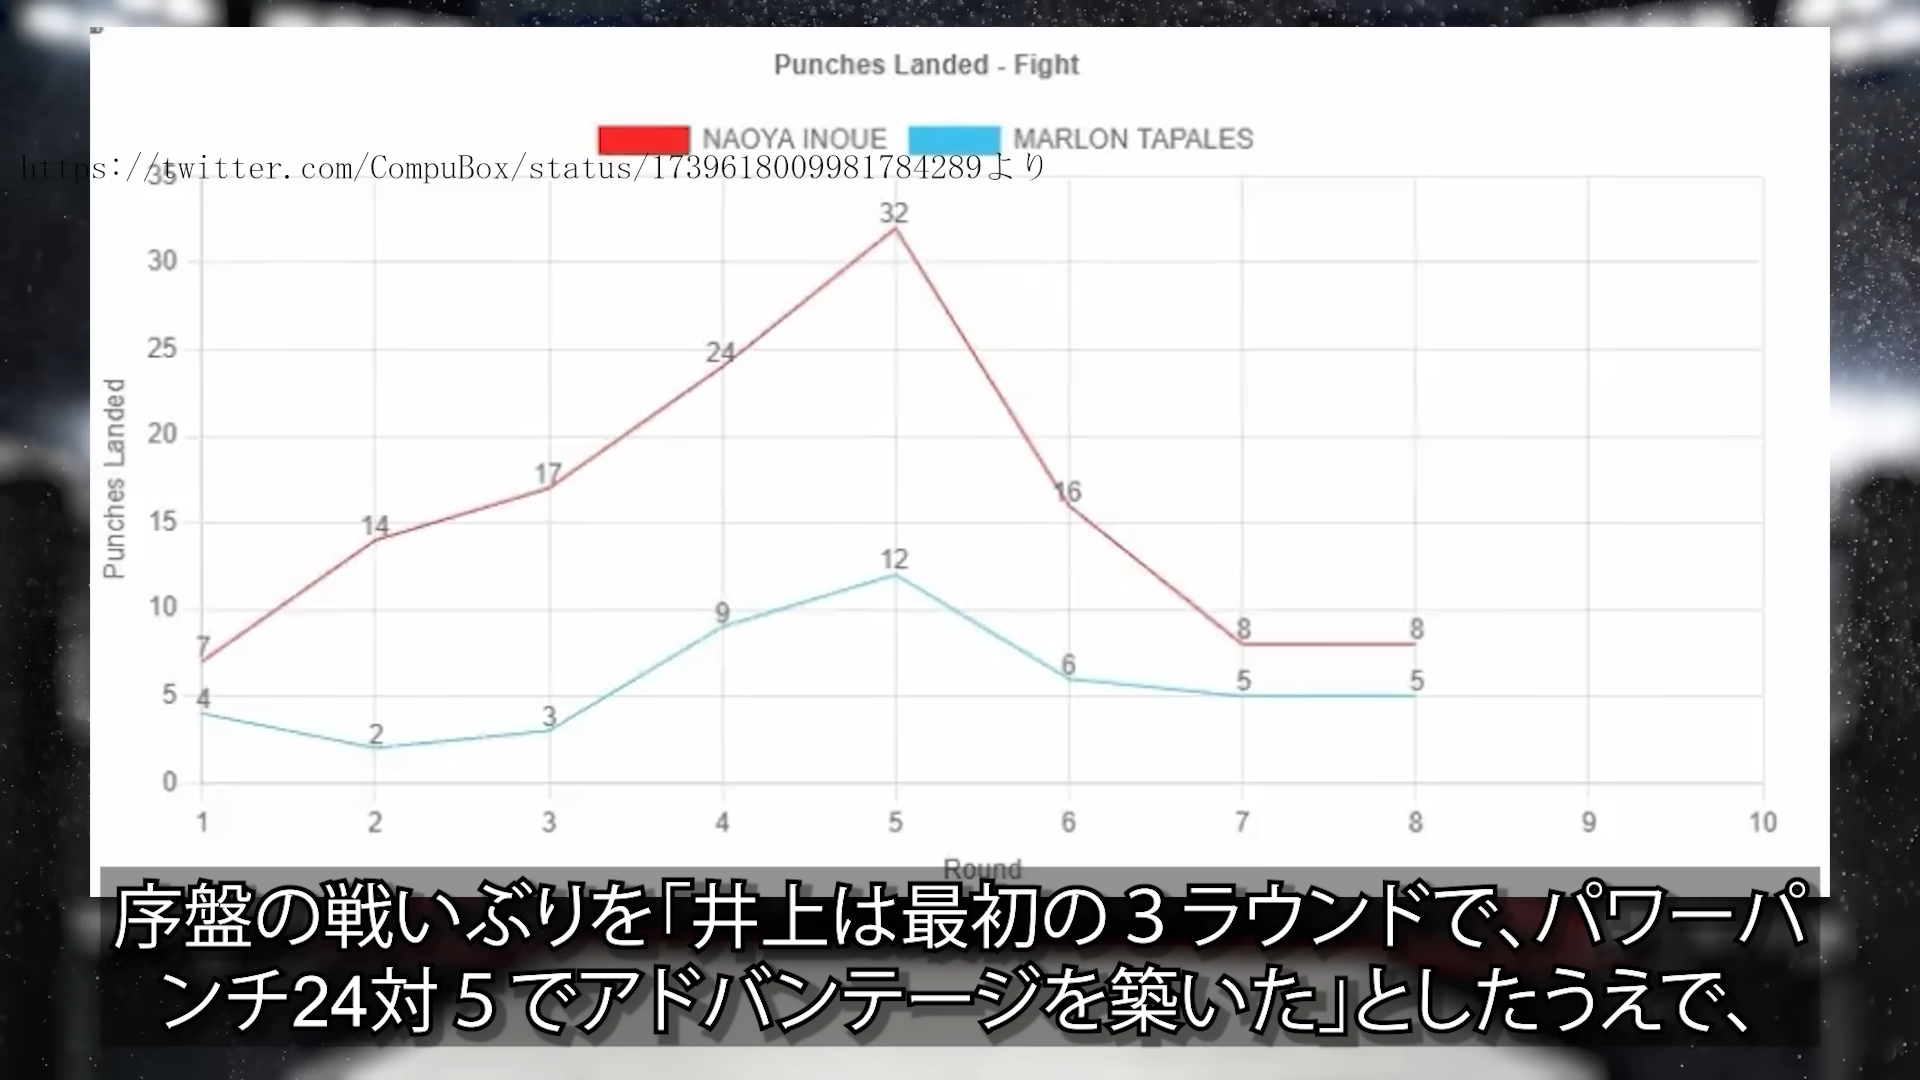 Punches Landed - Fight
NAOYA INOUE MARLON TAPALES
https://twitter.com/CompuBox/status/1739618009981784289より
35
32
30
25
24
20
17
16
15
14
12
10
9
8 8
7
6
5 5
5
4
3
2
0
Punches Landed
1 2 3 4 5 6 7 8 9 10
Round
序盤の戦いぶりを「井上は最初の３ラウンドで、パワーパ
ンチ24対５でアドバンテージを築いた」としたうえで、